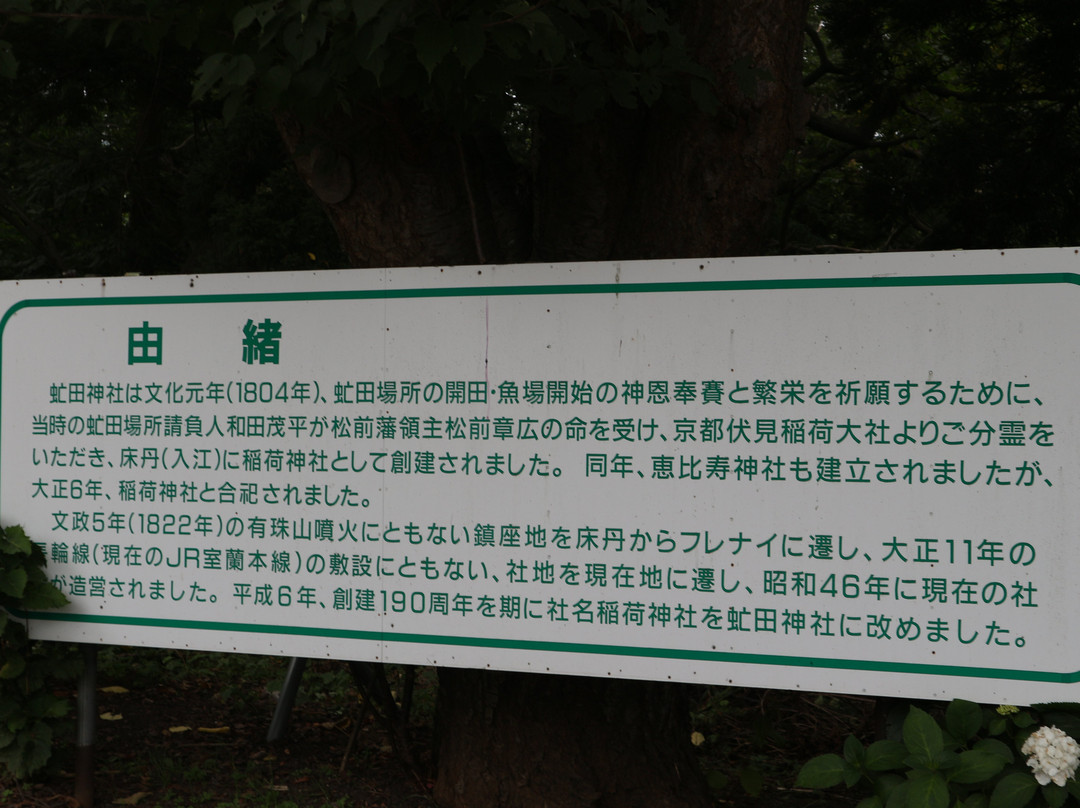 由緒
虻田神社は文化元年(1804年)、虻田場所の開田・魚場開始の神恩奉賽と繁栄を祈願するために、
当時の虻田場所請負人和田茂平が松前藩領主松前章広の命を受け、京都伏見稲荷大社よりご分霊を
いただき、床丹(入江)に稲荷神社として創建されました。 同年、恵比寿神社も建立されましたが、
大正6年、稲荷神社と合祀されました。
文政5年(1822年)の有珠山噴火にともない鎮座地を床丹からフレナイに遷し、大正11年の
輪線(現在のJR室蘭本線)の敷設にともない、社地を現在地に遷し、昭和46年に現在の社
が造営されました。平成6年、創建190周年を期に社名稲荷神社を虻田神社に改めました。